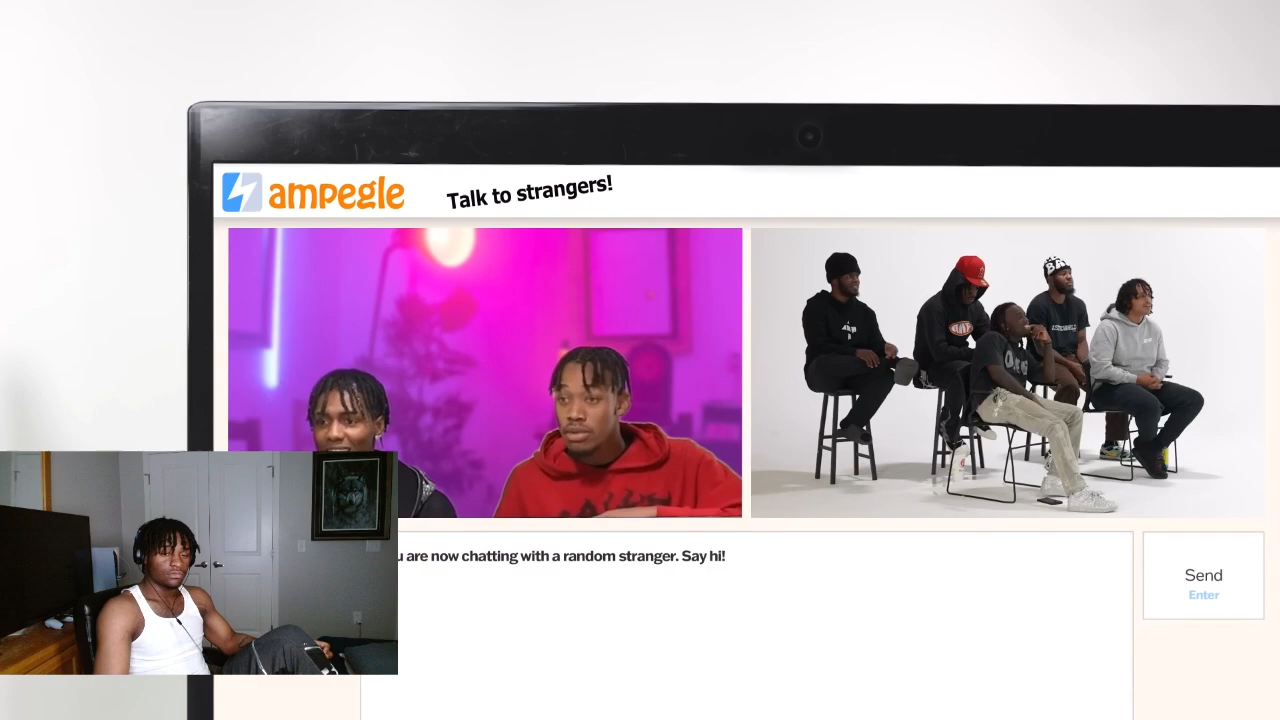 ampegle
Talk to strangers!
u are now chatting with a random stranger. Say hi!
Send
Enter